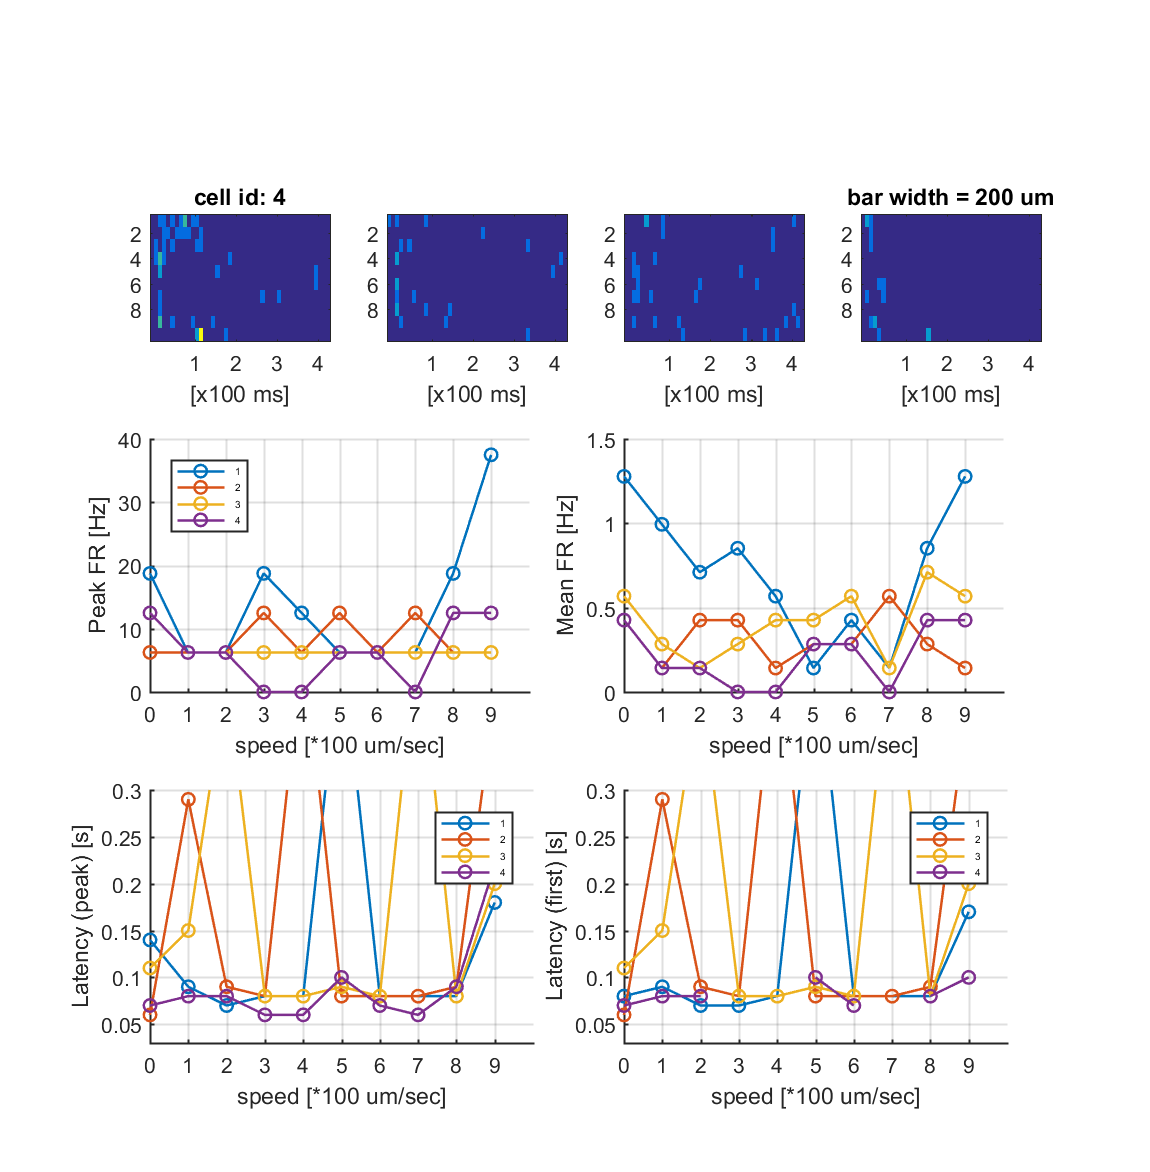 cell id: 4
bar width = 200 um
2
4
6
8
1 2 3 4
[x100 ms]
2
4
6
8
1 2 3 4
[x100 ms]
2
4
6
8
1 2 3 4
[x100 ms]
2
4
6
8
1 2 3 4
[x100 ms]
Peak FR [Hz]
40
30
20
10
0
1
2
3
4
0 1 2 3 4 5 6 7 8 9
speed [*100 um/sec]
Mean FR [Hz]
1.5
1
0.5
0
0 1 2 3 4 5 6 7 8 9
speed [*100 um/sec]
Latency (peak) [s]
0.3
0.25
0.2
0.15
0.1
0.05
1
2
3
4
0 1 2 3 4 5 6 7 8 9
speed [*100 um/sec]
Latency (first) [s]
0.3
0.25
0.2
0.15
0.1
0.05
1
2
3
4
0 1 2 3 4 5 6 7 8 9
speed [*100 um/sec]